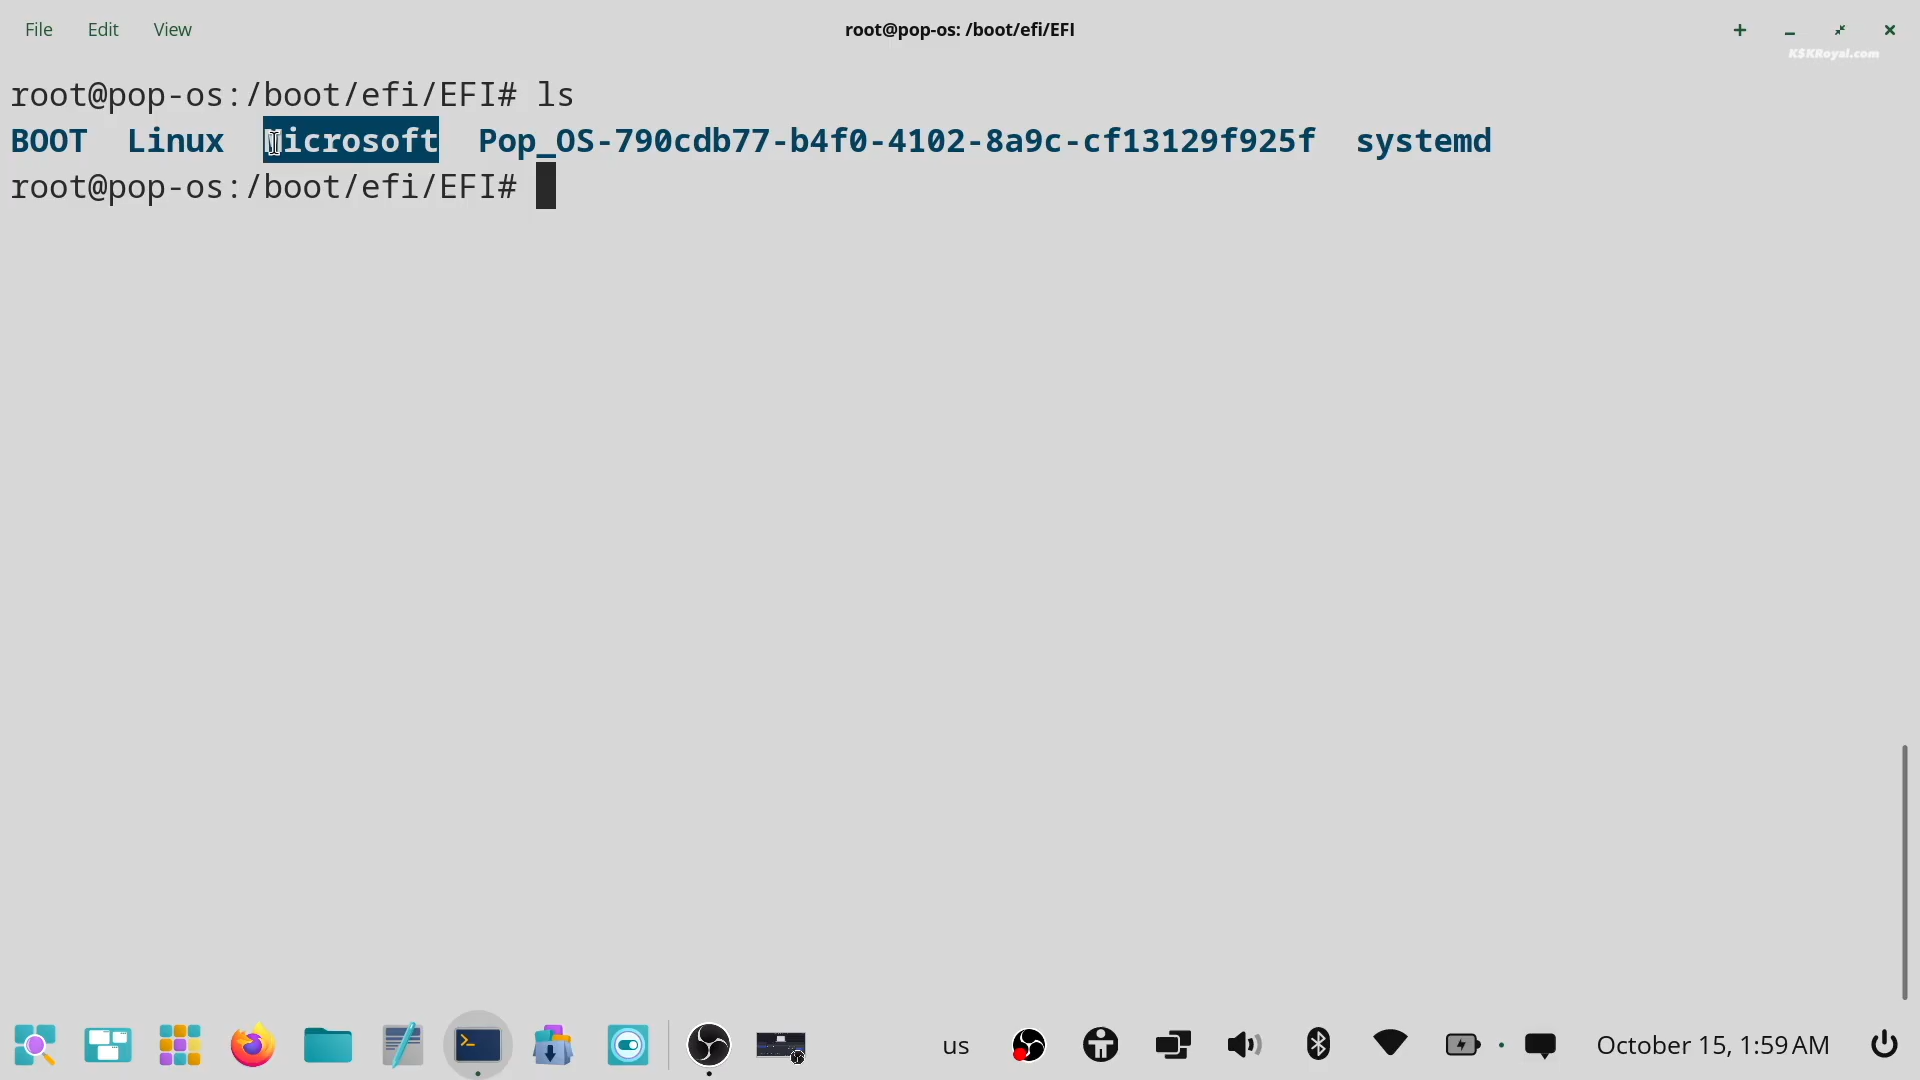 File Edit View root@pop-os: /boot/efi/EFI
KSKRoyal.com
root@pop-os:/boot/efi/EFI# ls
BOOT Linux Microsoft Pop_OS-790cdb77-b4f0-4102-8a9c-cf13129f925f systemd
root@pop-os:/boot/efi/EFI#
us October 15, 1:59 AM